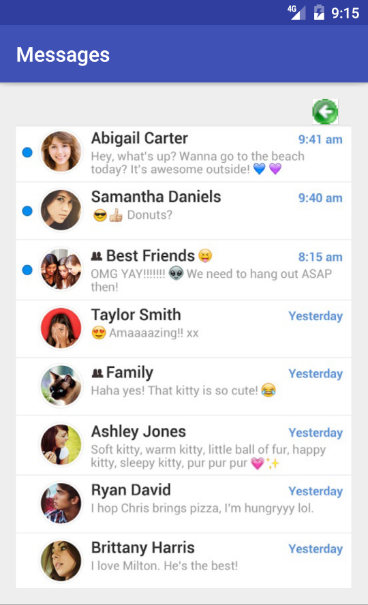 4G 9:15
Messages
Abigail Carter 9:41 am
Hey, what's up? Wanna go to the beach
today? It's awesome outside! 💙 💜
Samantha Daniels 9:40 am
😎👍 Donuts?
Best Friends 😛 8:15 am
OMG YAY!!!!!!! 👽 We need to hang out ASAP
then!
Taylor Smith Yesterday
😍 Amaaaazing!! xx
Family Yesterday
Haha yes! That kitty is so cute! 😂
Ashley Jones Yesterday
Soft kitty, warm kitty, little ball of fur, happy
kitty, sleepy kitty, pur pur pur 💗✨
Ryan David Yesterday
I hop Chris brings pizza, I'm hungryyy lol.
Brittany Harris Yesterday
I love Milton. He's the best!